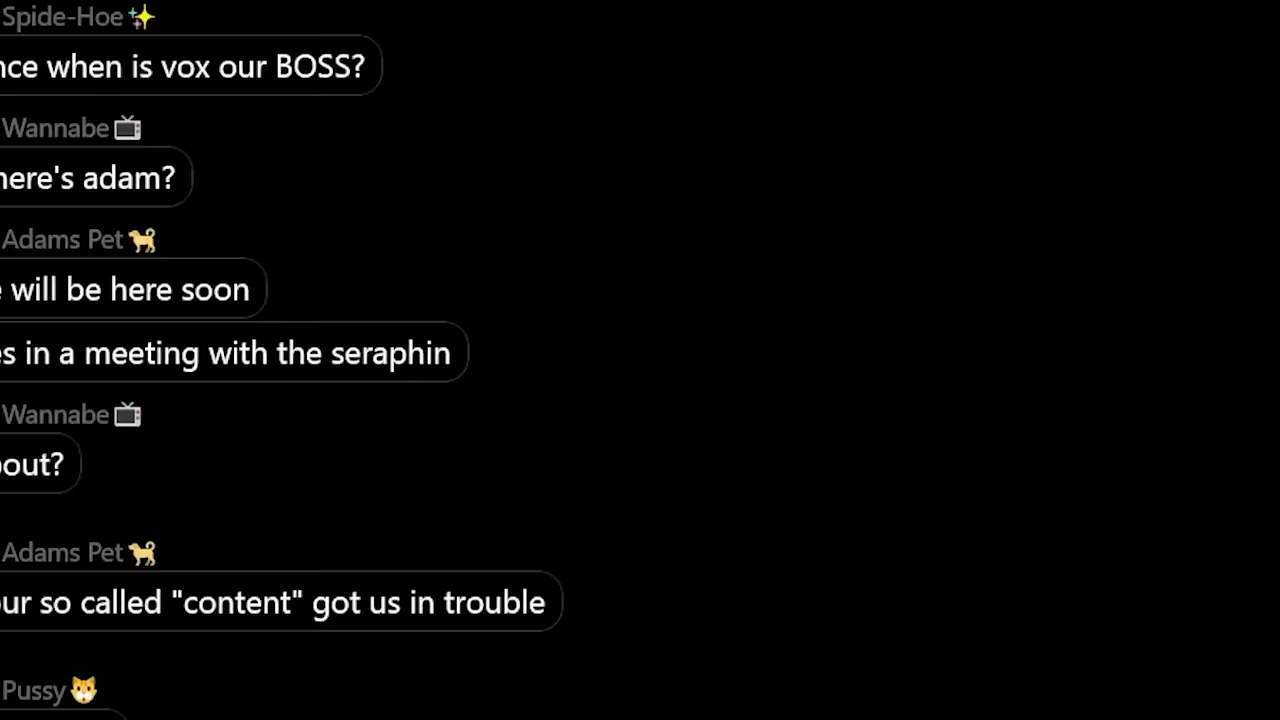 Spide-Hoe✨
nce when is vox our BOSS?
Wannabe📺
here's adam?
Adams Pet🐕
e will be here soon
es in a meeting with the seraphin
Wannabe📺
bout?
Adams Pet🐕
our so called "content" got us in trouble
Pussy🐱